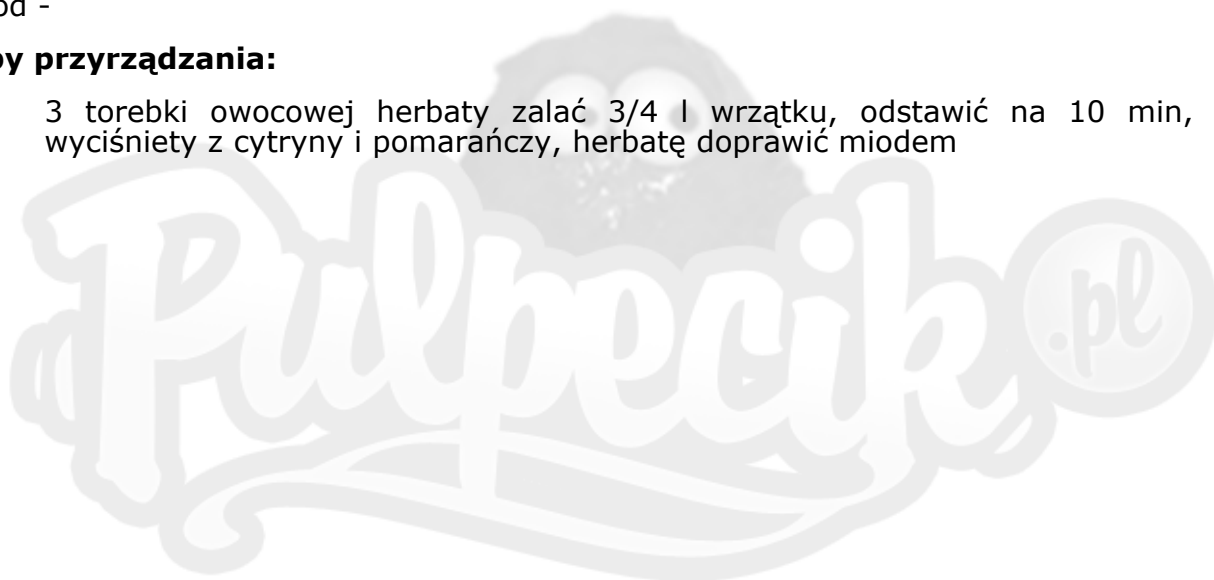 od -
by przyrządzania:
3 torebki owocowej herbaty zalać 3/4 l wrzątku, odstawić na 10 min,
wyciśniety z cytryny i pomarańczy, herbatę doprawić miodem
Pulpecik .pl